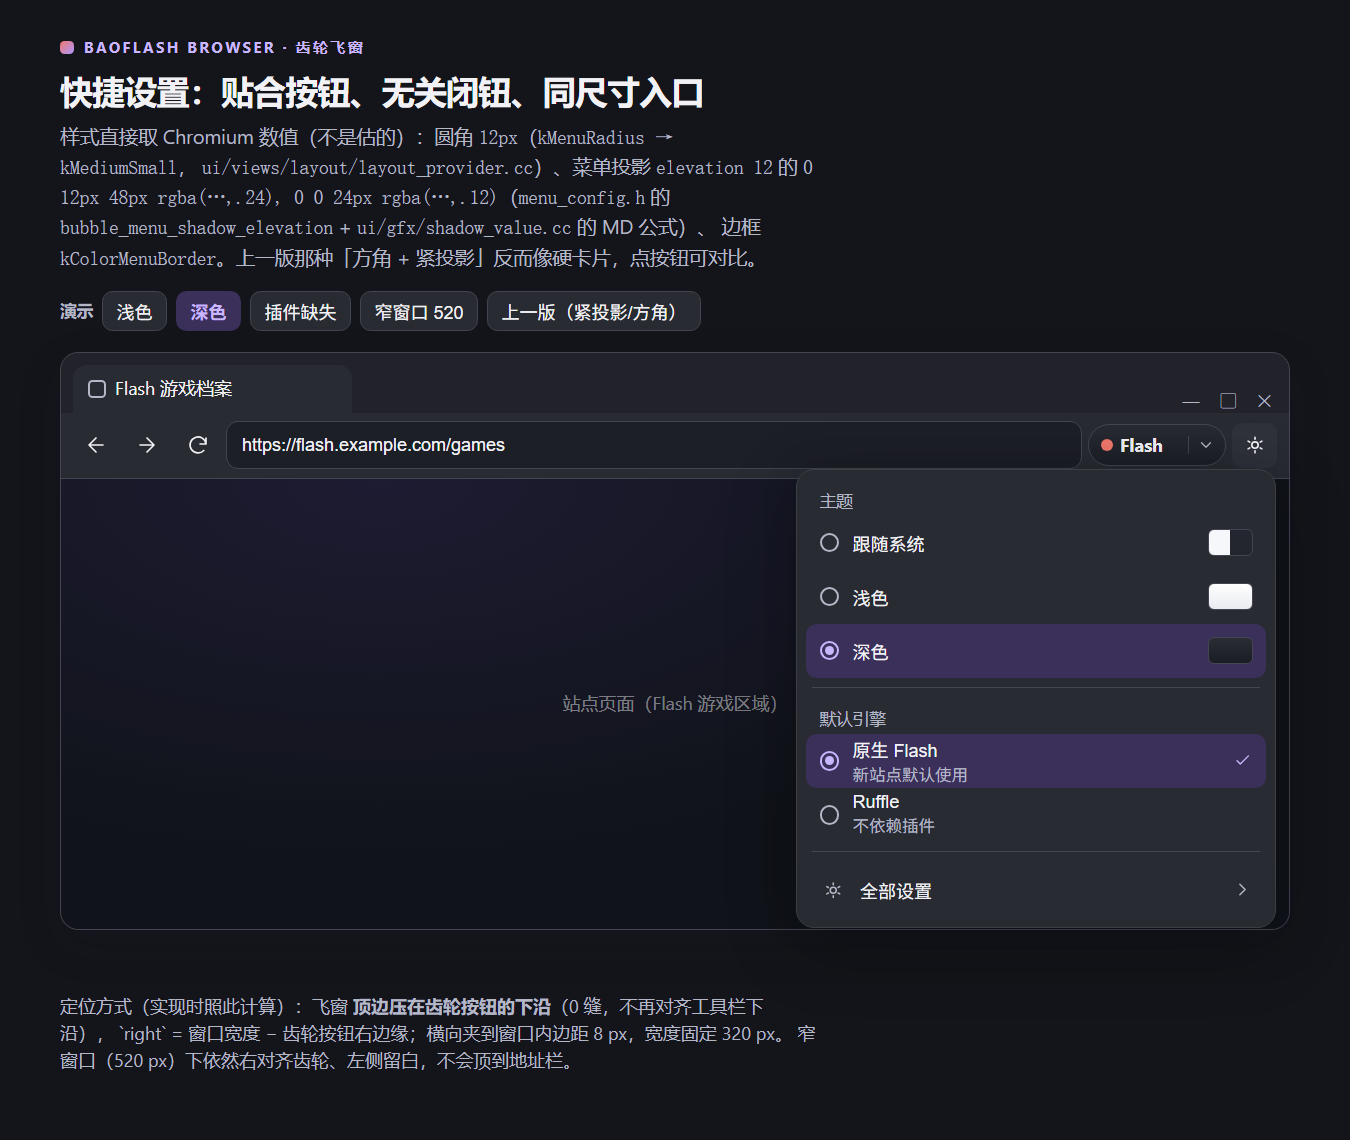 BAOFLASH BROWSER · 齿轮飞窗
快捷设置：贴合按钮、无关闭钮、同尺寸入口
样式直接取 Chromium 数值（不是估的）：圆角 12px（kMenuRadius →
kMediumSmall， ui/views/layout/layout_provider.cc）、菜单投影 elevation 12 的 0
12px 48px rgba(…,.24), 0 0 24px rgba(…,.12)（menu_config.h 的
bubble_menu_shadow_elevation + ui/gfx/shadow_value.cc 的 MD 公式）、 边框
kColorMenuBorder。上一版那种「方角 + 紧投影」反而像硬卡片，点按钮可对比。
演示 浅色 深色 插件缺失 窄窗口 520 上一版（紧投影/方角）
Flash 游戏档案
https://flash.example.com/games
Flash
主题
跟随系统
浅色
深色
站点页面（Flash 游戏区域）
默认引擎
原生 Flash
新站点默认使用
Ruffle
不依赖插件
全部设置
定位方式（实现时照此计算）：飞窗 顶边压在齿轮按钮的下沿（0 缝，不再对齐工具栏下
沿），`right` = 窗口宽度 − 齿轮按钮右边缘；横向夹到窗口内边距 8 px，宽度固定 320 px。 窄
窗口（520 px）下依然右对齐齿轮、左侧留白，不会顶到地址栏。